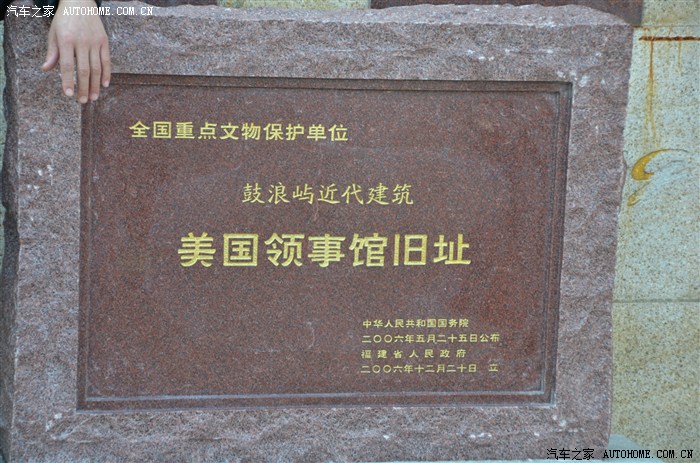 汽车之家 AUTOHOME.COM.CN
全国重点文物保护单位
鼓浪屿近代建筑
美国领事馆旧址
中华人民共和国国务院
二〇〇六年五月二十五日公布
福建省人民政府
二〇〇六年十二月二十日 立
汽车之家 AUTOHOME.COM.CN